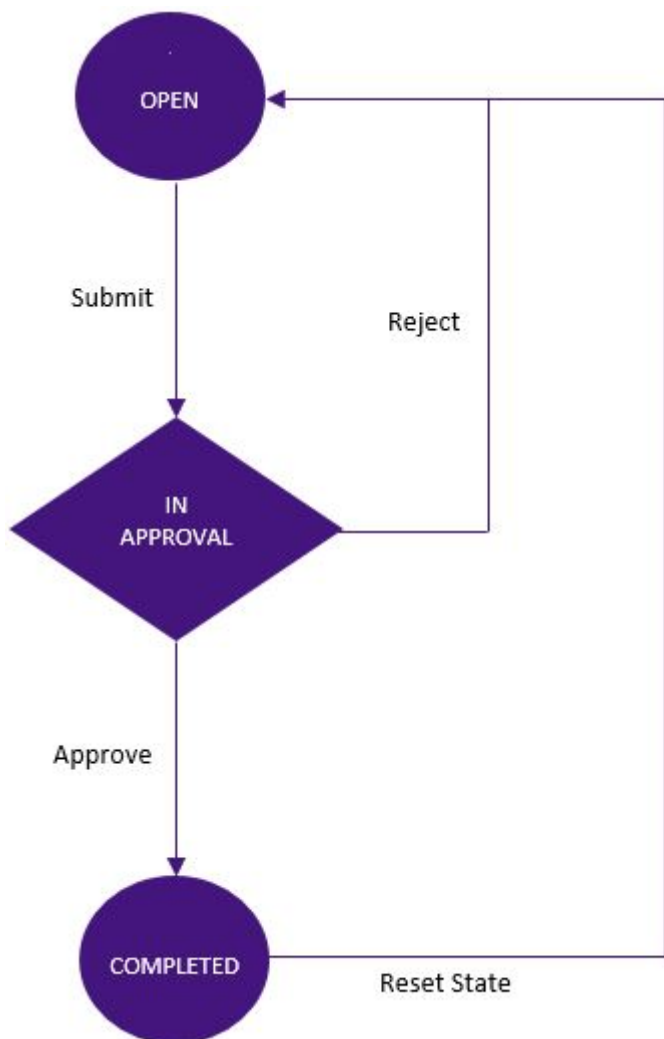 OPEN
Submit
Reject
IN
APPROVAL
Approve
COMPLETED
Reset State